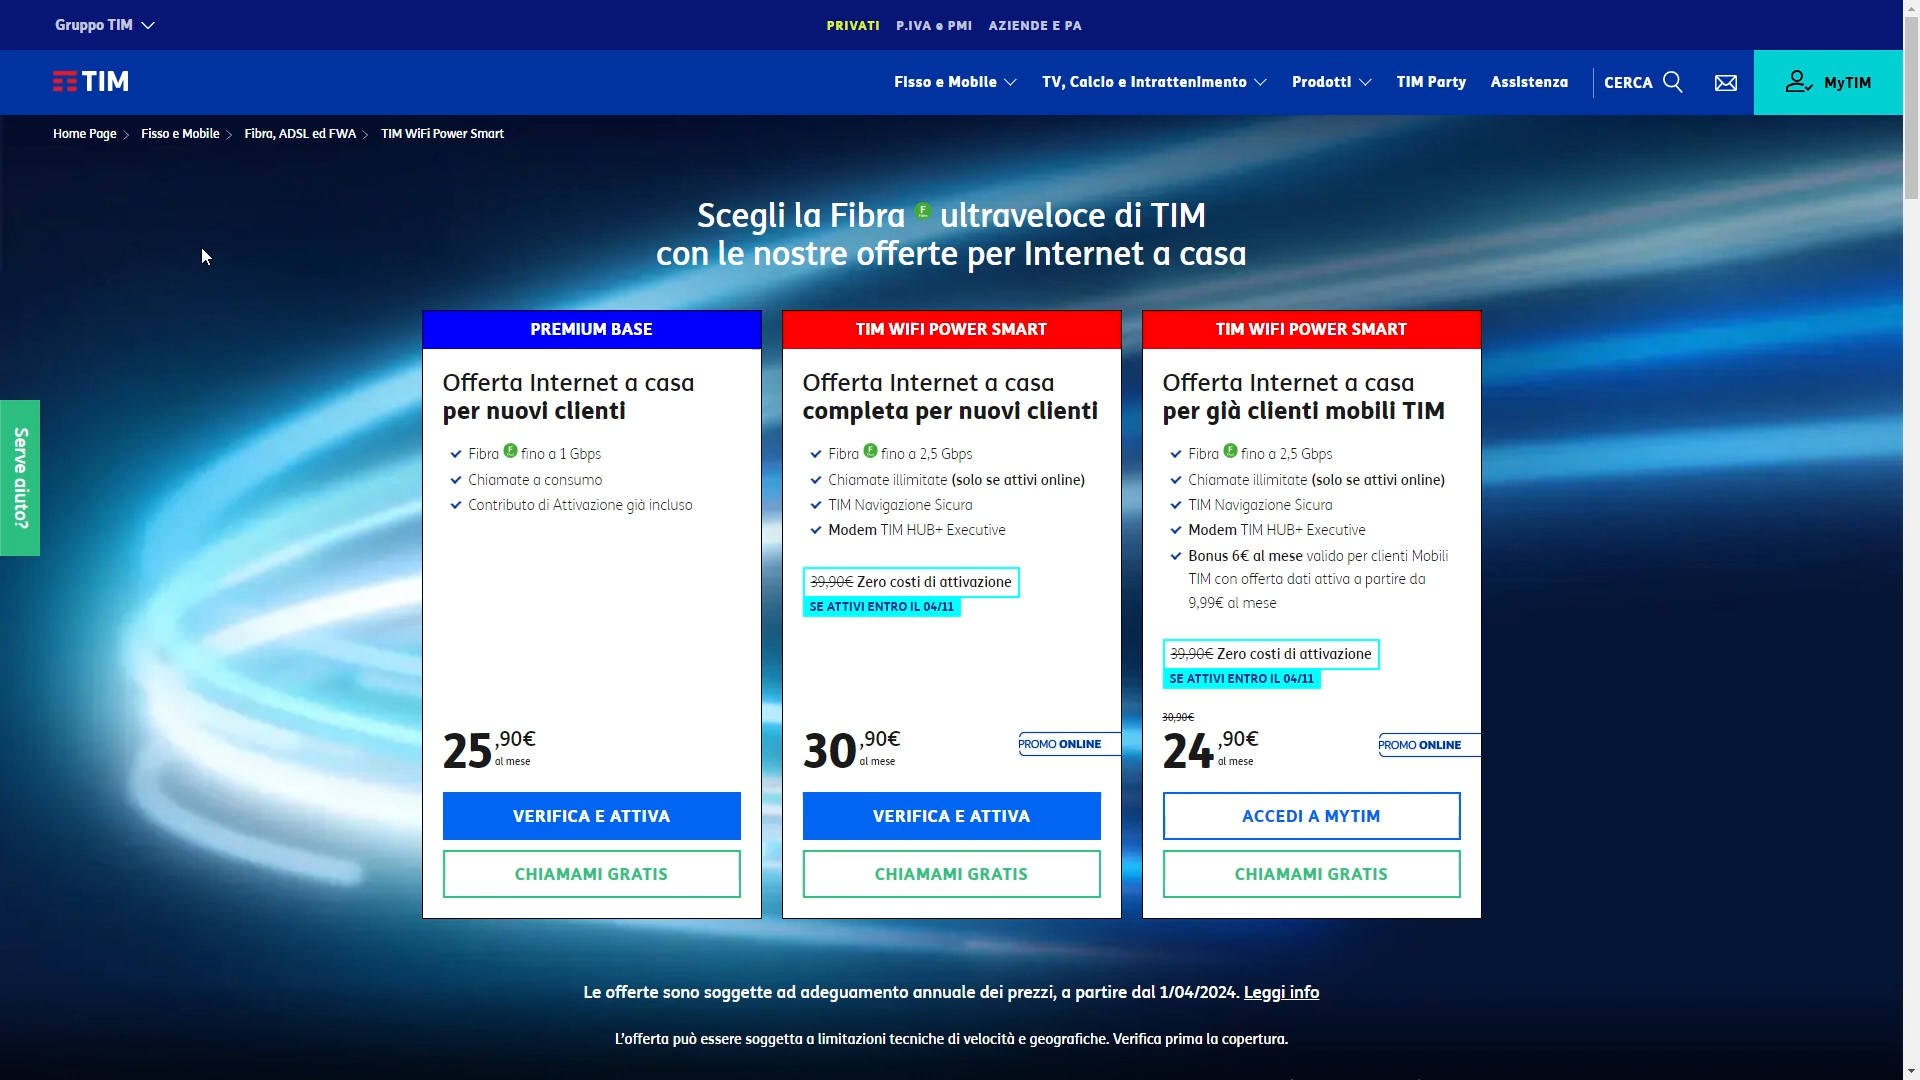 Gruppo TIM
PRIVATI P.IVA e PMI AZIENDE E PA
TIM
Fisso e Mobile TV, Calcio e Intrattenimento Prodotti TIM Party Assistenza CERCA MyTIM
Home Page Fisso e Mobile Fibra, ADSL ed FWA TIM WiFi Power Smart
Scegli la Fibra F ultraveloce di TIM
con le nostre offerte per Internet a casa
Serve aiuto?
PREMIUM BASE
Offerta Internet a casa
per nuovi clienti
Fibra F fino a 1 Gbps
Chiamate a consumo
Contributo di Attivazione già incluso
25,90€
al mese
VERIFICA E ATTIVA
CHIAMAMI GRATIS
TIM WIFI POWER SMART
Offerta Internet a casa
completa per nuovi clienti
Fibra F fino a 2,5 Gbps
Chiamate illimitate (solo se attivi online)
TIM Navigazione Sicura
Modem TIM HUB+ Executive
39,90€ Zero costi di attivazione
SE ATTIVI ENTRO IL 04/11
30,90€
al mese
PROMO ONLINE
VERIFICA E ATTIVA
CHIAMAMI GRATIS
TIM WIFI POWER SMART
Offerta Internet a casa
per già clienti mobili TIM
Fibra F fino a 2,5 Gbps
Chiamate illimitate (solo se attivi online)
TIM Navigazione Sicura
Modem TIM HUB+ Executive
Bonus 6€ al mese valido per clienti Mobili
TIM con offerta dati attiva a partire da
9,99€ al mese
39,90€ Zero costi di attivazione
SE ATTIVI ENTRO IL 04/11
30,90€
24,90€
al mese
PROMO ONLINE
ACCEDI A MYTIM
CHIAMAMI GRATIS
Le offerte sono soggette ad adeguamento annuale dei prezzi, a partire dal 1/04/2024. Leggi info
L'offerta può essere soggetta a limitazioni tecniche di velocità e geografiche. Verifica prima la copertura.